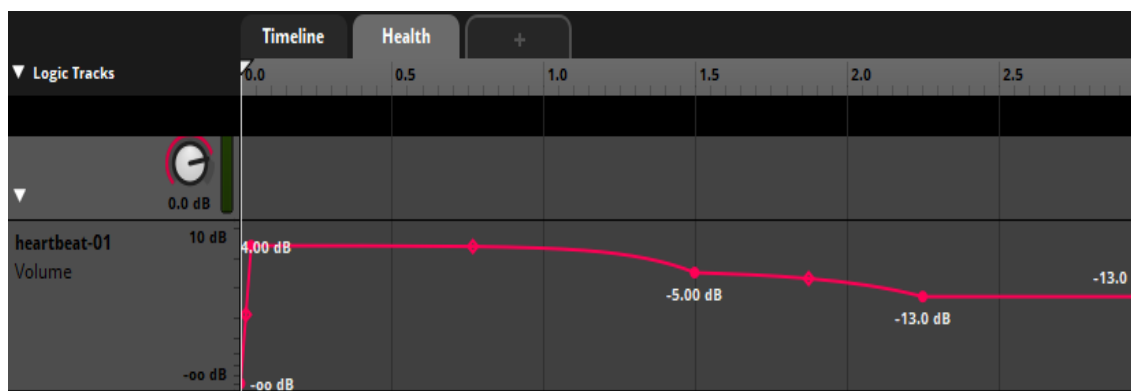 Timeline Health +
Logic Tracks 0.0 0.5 1.0 1.5 2.0 2.5
0.0 dB
heartbeat-01 10 dB 4.00 dB
Volume -13.0
-5.00 dB
-13.0 dB
-oo dB -oo dB